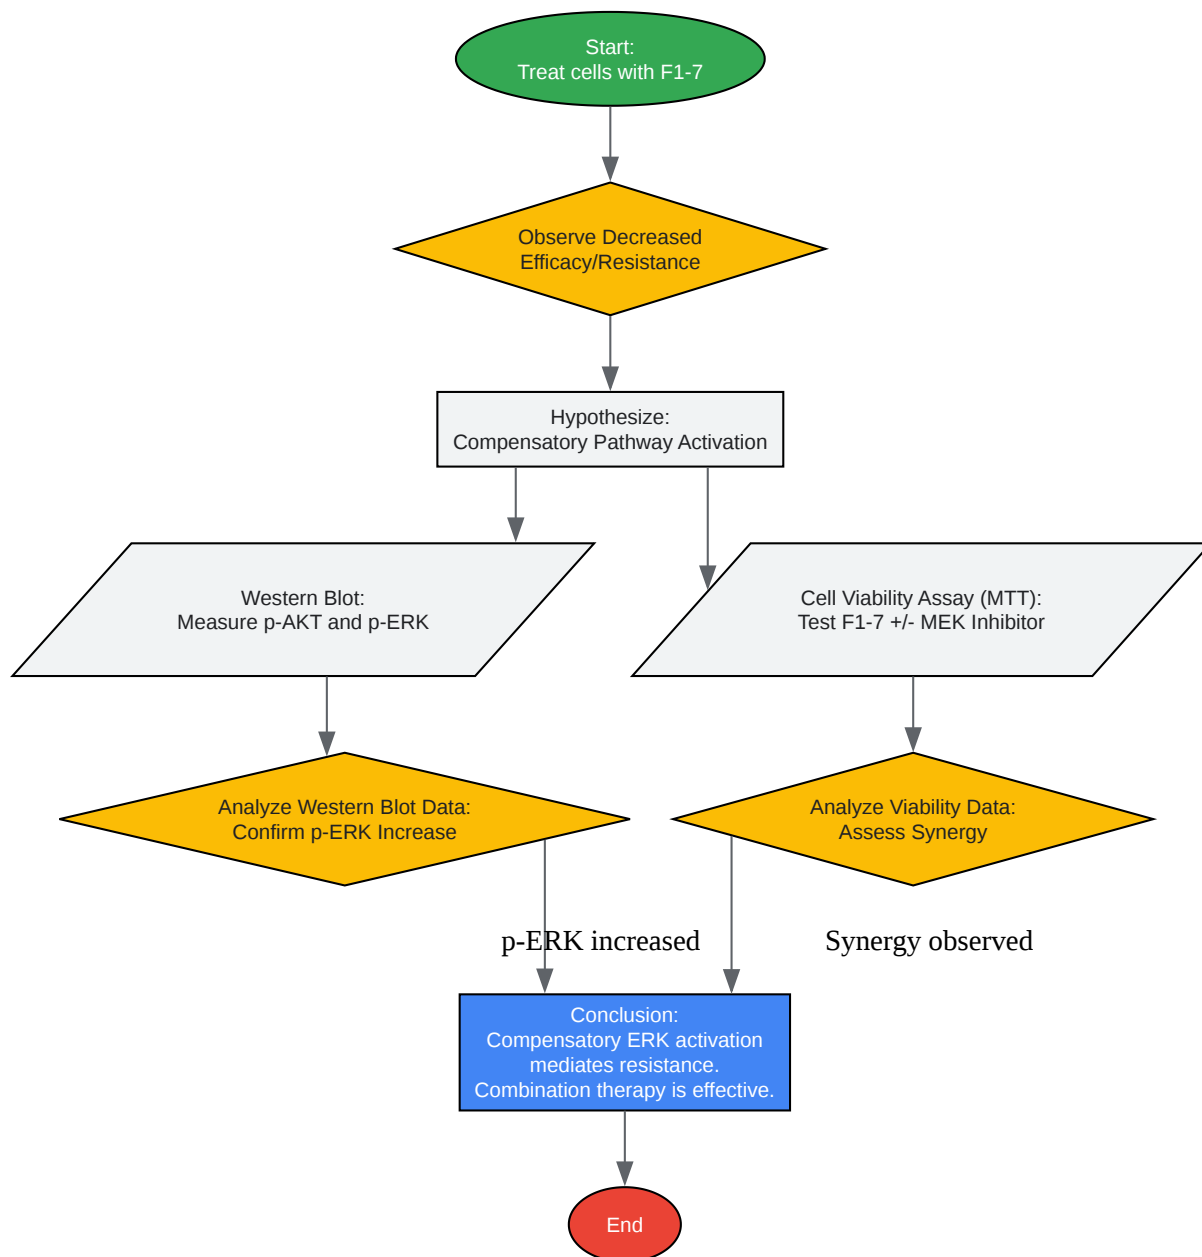 Start:
Treat cells with F1-7
Observe Decreased
Efficacy/Resistance
Hypothesize:
Compensatory Pathway Activation
Western Blot:
Measure p-AKT and p-ERK
Cell Viability Assay (MTT):
Test F1-7 +/- MEK Inhibitor
Analyze Western Blot Data:
Confirm p-ERK Increase
Analyze Viability Data:
Assess Synergy
p-ERK increased
Synergy observed
Conclusion:
Compensatory ERK activation
mediates resistance.
Combination therapy is effective.
End